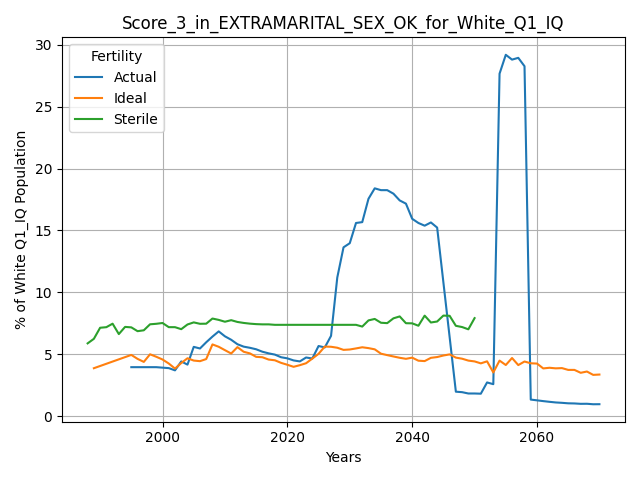 Score_3_in_EXTRAMARITAL_SEX_OK_for_White_Q1_IQ
% of White Q1_IQ Population
30
25
20
15
10
5
0
Fertility
Actual
Ideal
Sterile
2000
2020
2040
2060
Years